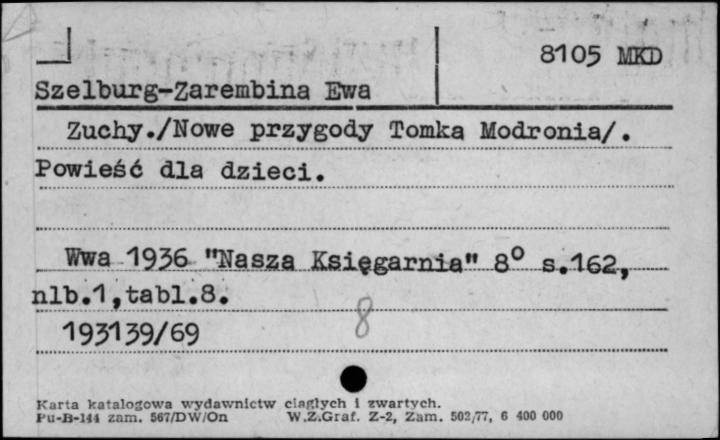 8105 MKD
Szelburg-Zarembina Ewa
Zuchy./Nowe przygody Tomka Modronia/.
Powieść dla dzieci.
Wwa 1936 "Nasza Księgarnia" 8° s.162,
nlb.1,tabl.8.
193139/69 8
Karta katalogowa wydawnictw ciągłych i zwartych.
Pu-B-144 zam. 567/DW/On W.Z.Graf. Z-2, Zam. 502/77, 6 400 000